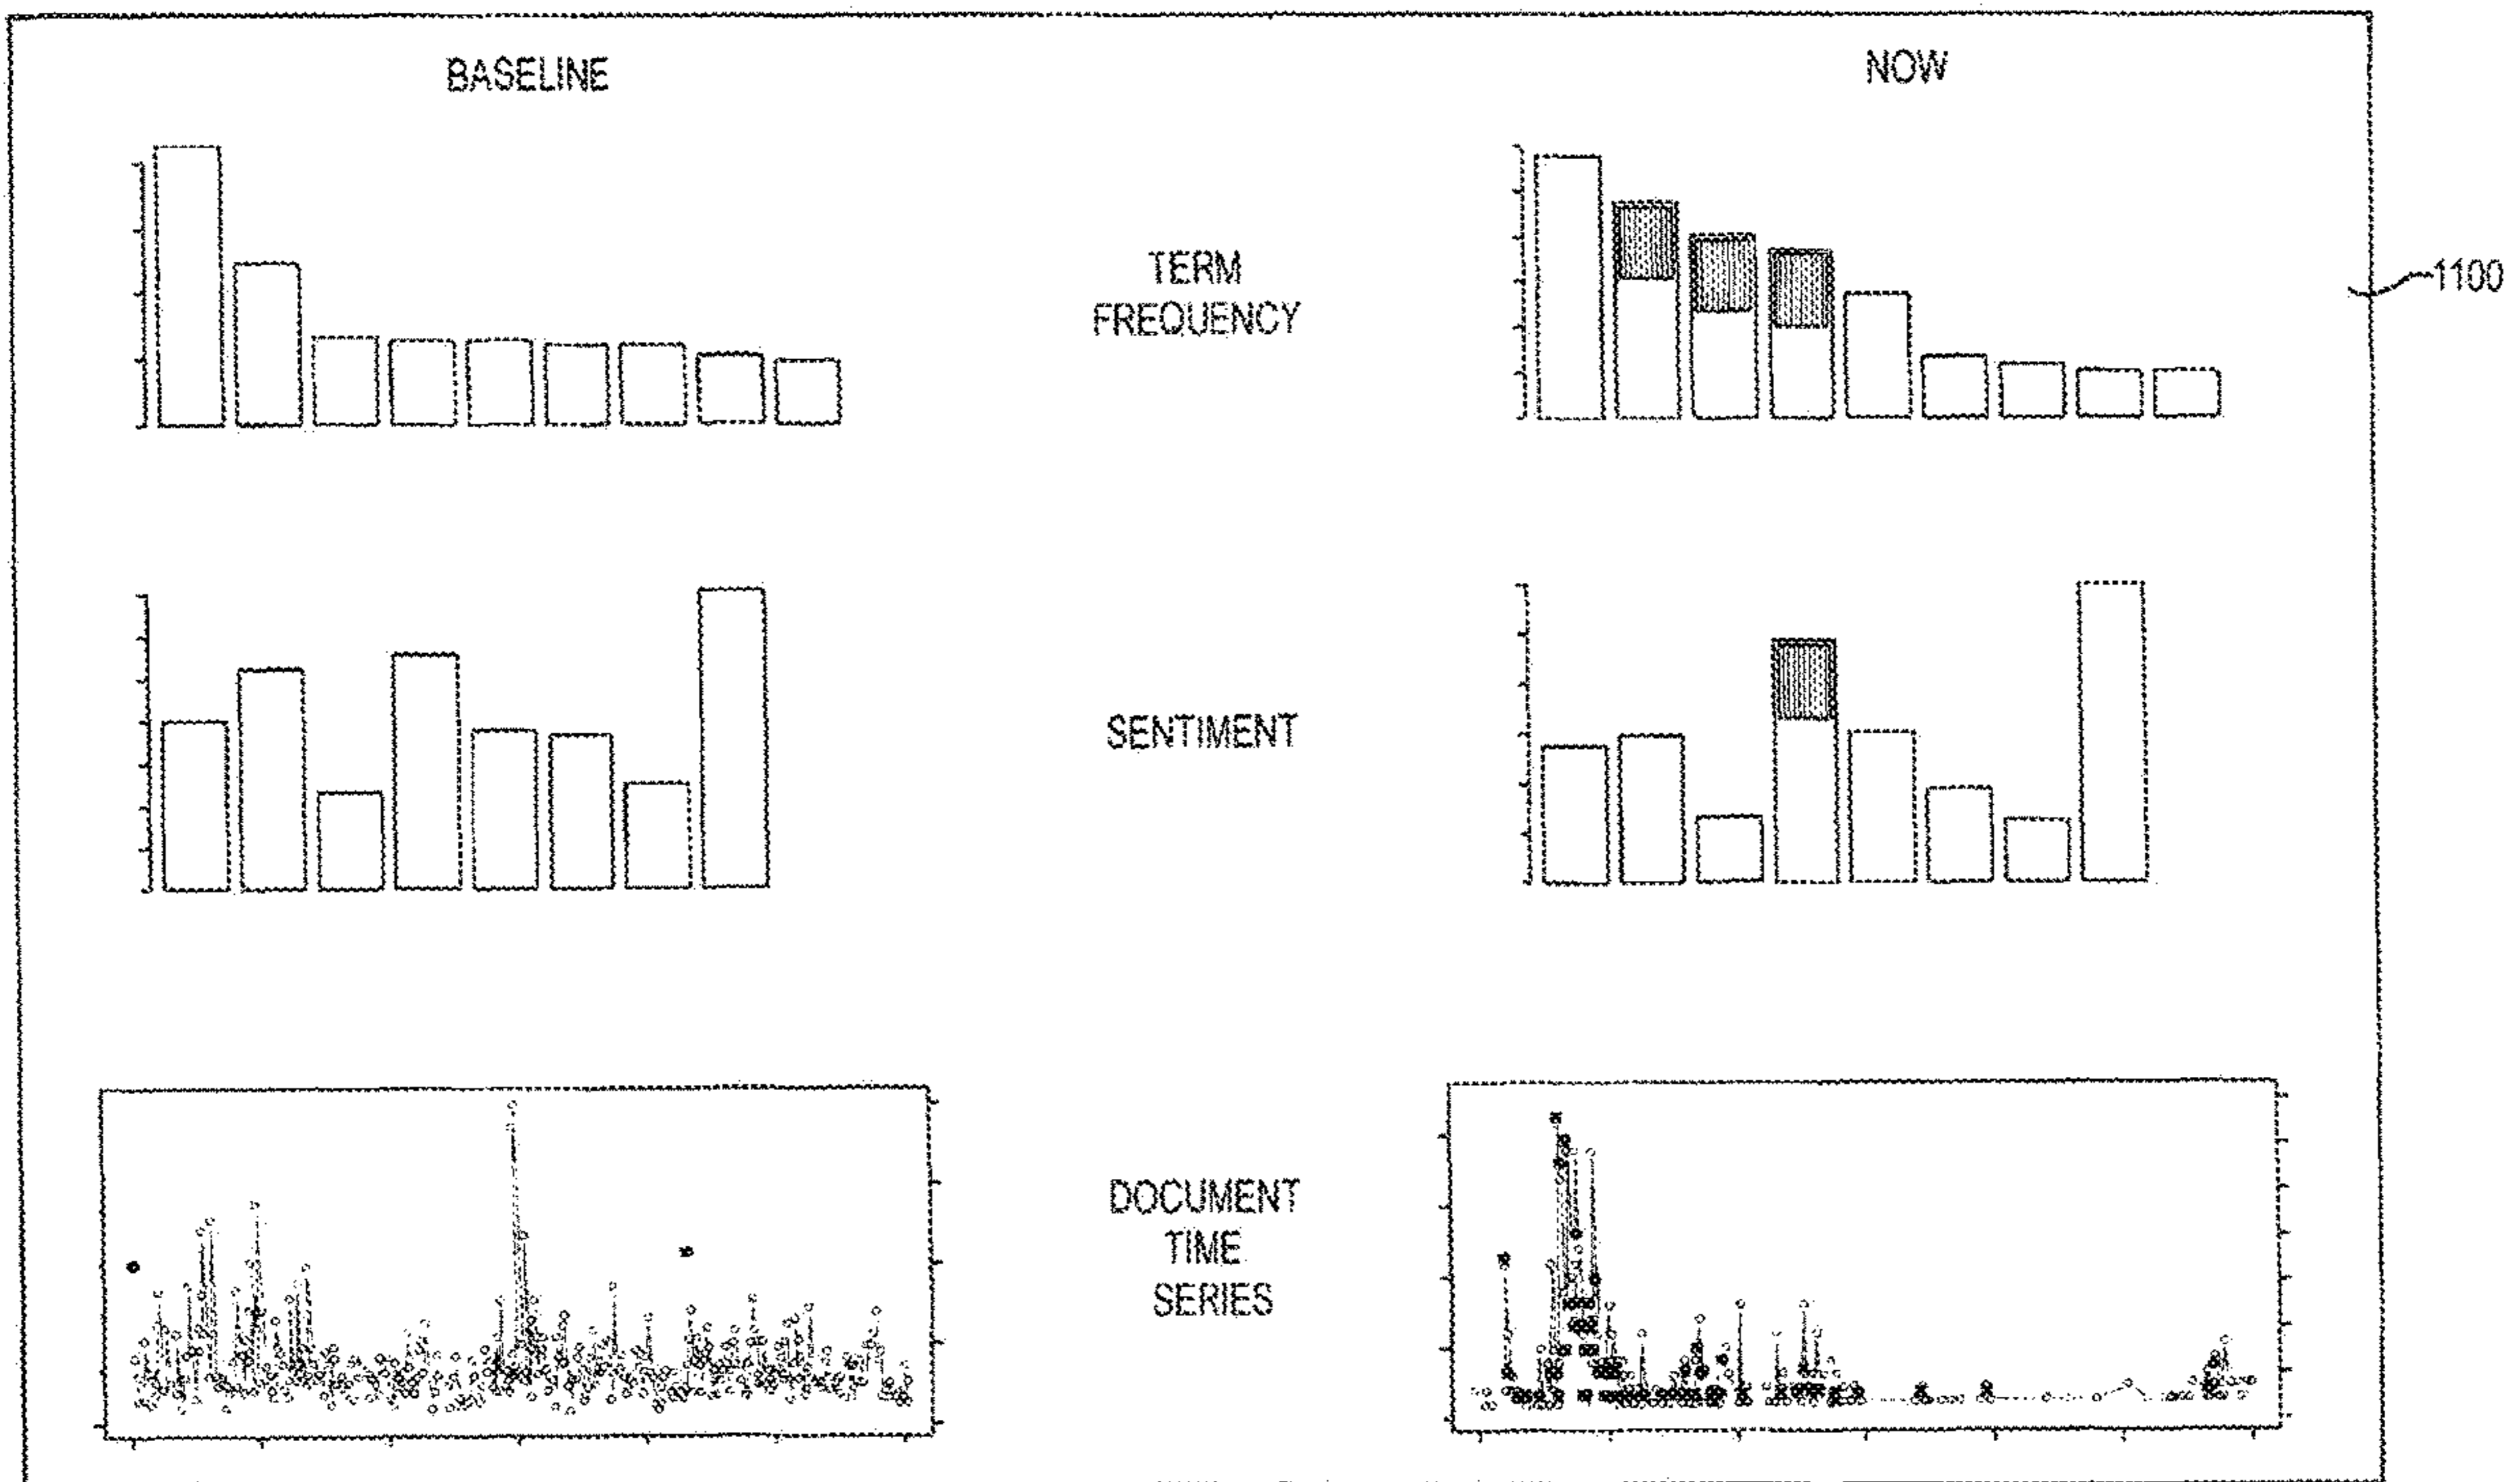 BASELINE
NOW
TERM
FREQUENCY
1100
SENTIMENT
DOCUMENT
TIME
SERIES